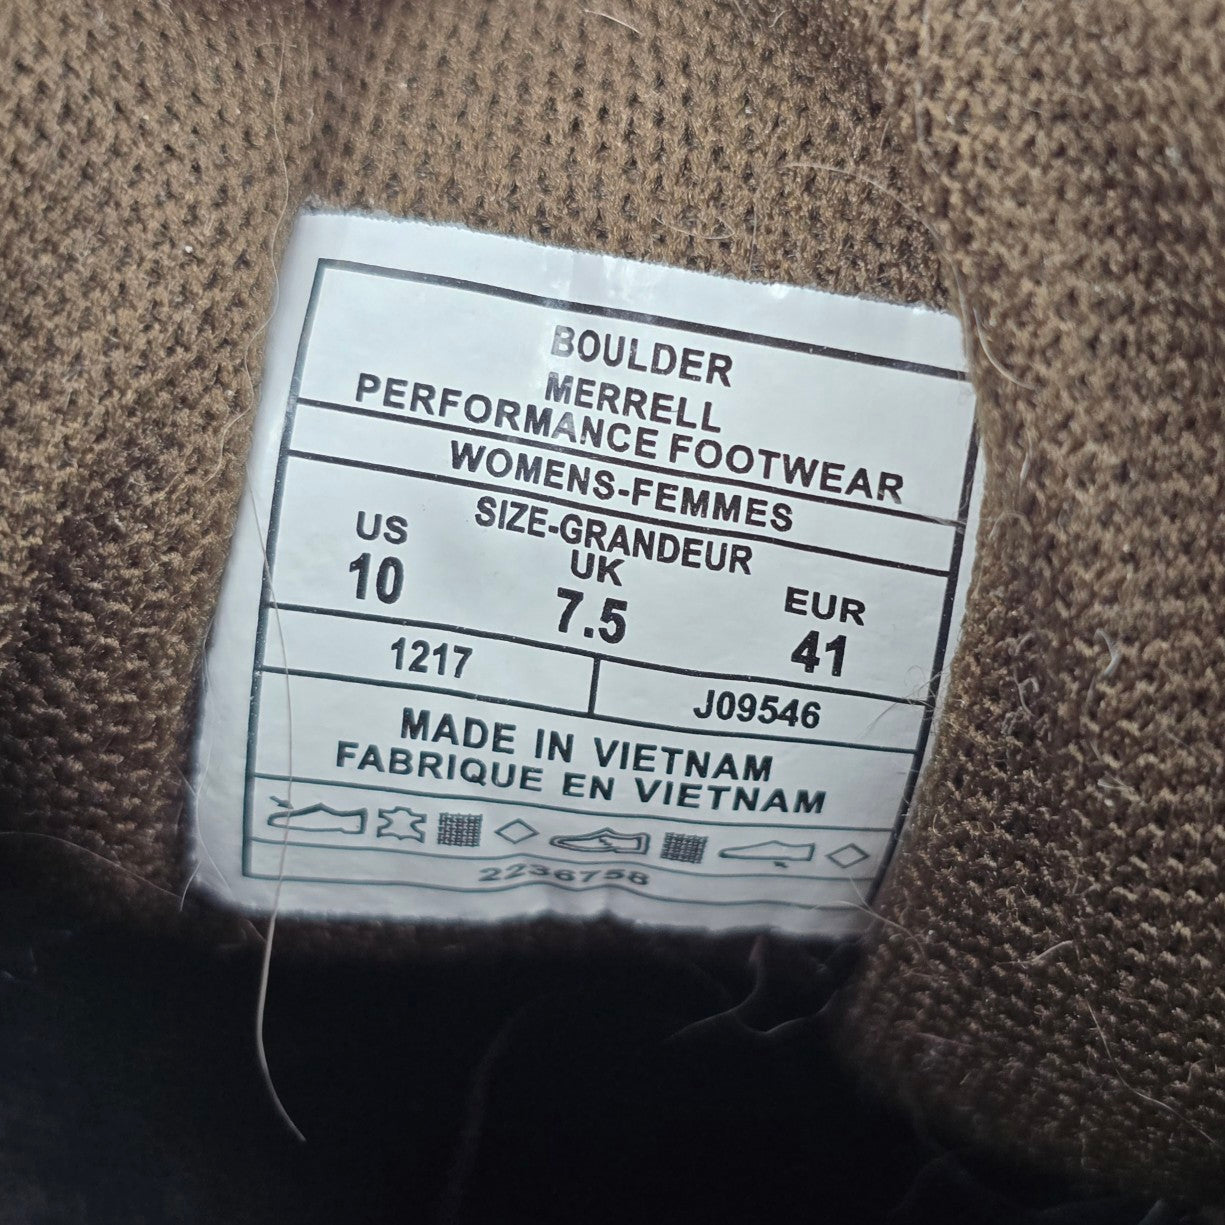 BOULDER
MERRELL
PERFORMANCE FOOTWEAR
WOMENS-FEMMES
SIZE-GRANDEUR
US UK EUR
10 7.5 41
1217 J09546
MADE IN VIETNAM
FABRIQUE EN VIETNAM
2236758